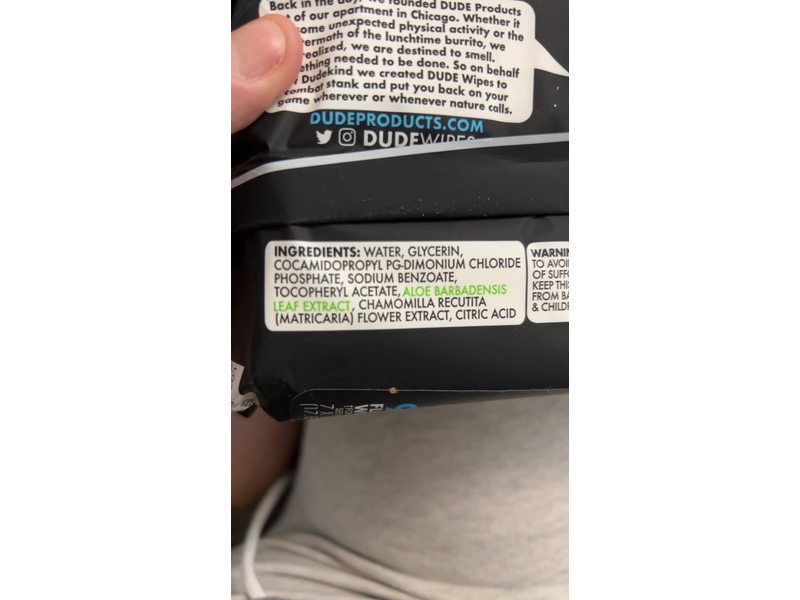 Back in the day, we founded DUDE Products
of our apartment in Chicago. Whether it
some unexpected physical activity or the
aftermath of the lunchtime burrito, we
realized, we are destined to smell.
ething needed to be done. So on behalf
Dudekind we created DUDE Wipes to
combat stank and put you back on your
game wherever or whenever nature calls.
DUDEPRODUCTS.COM
DUDEWIPES
INGREDIENTS: WATER, GLYCERIN,
COCAMIDOPROPYL PG-DIMONIUM CHLORIDE
PHOSPHATE, SODIUM BENZOATE,
TOCOPHERYL ACETATE, ALOE BARBADENSIS
LEAF EXTRACT, CHAMOMILLA RECUTITA
(MATRICARIA) FLOWER EXTRACT, CITRIC ACID
WARNIN
TO AVOI
OF SUFFO
KEEP THIS
FROM BA
& CHILDR